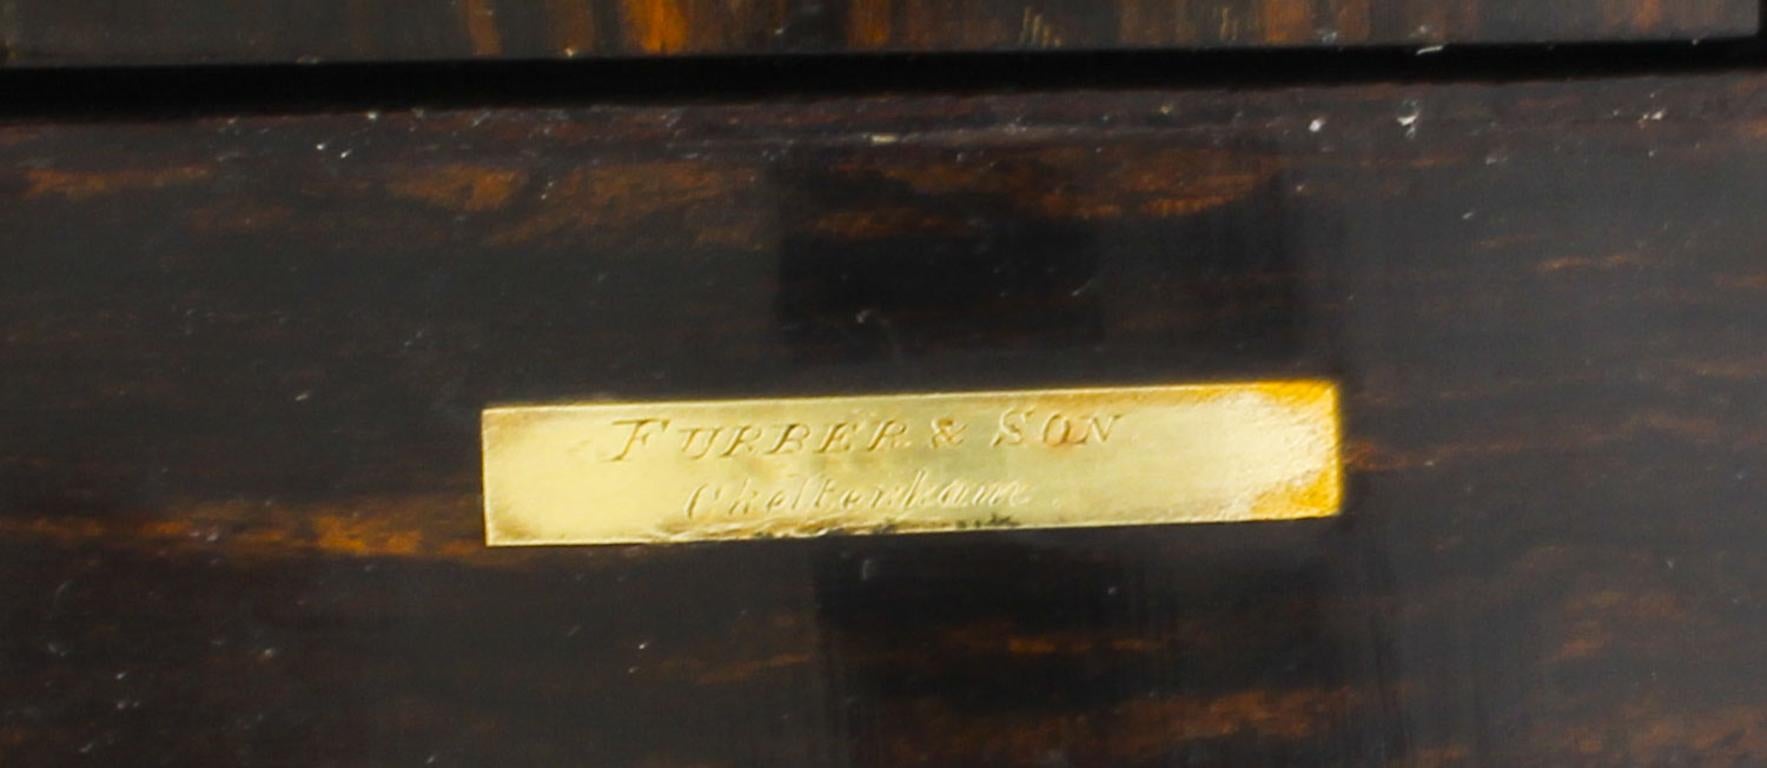 FURBER & SON
Cheltenham.